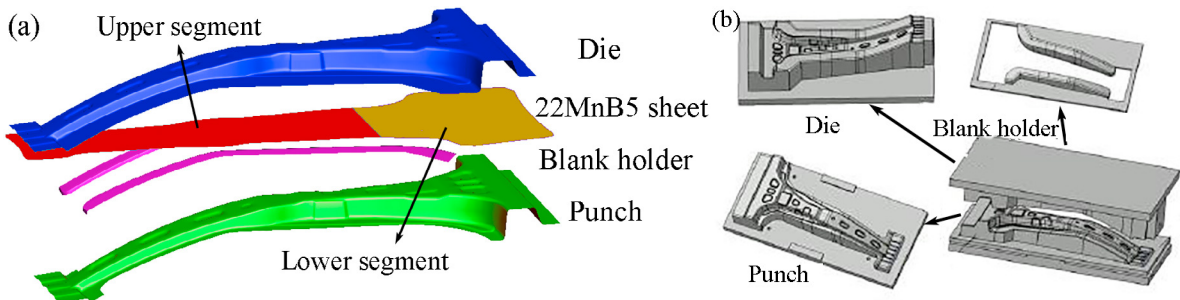 (a)
Upper segment
Die
22MnB5 sheet
Blank holder
Punch
Lower segment
(b)
Die
Blank holder
Punch